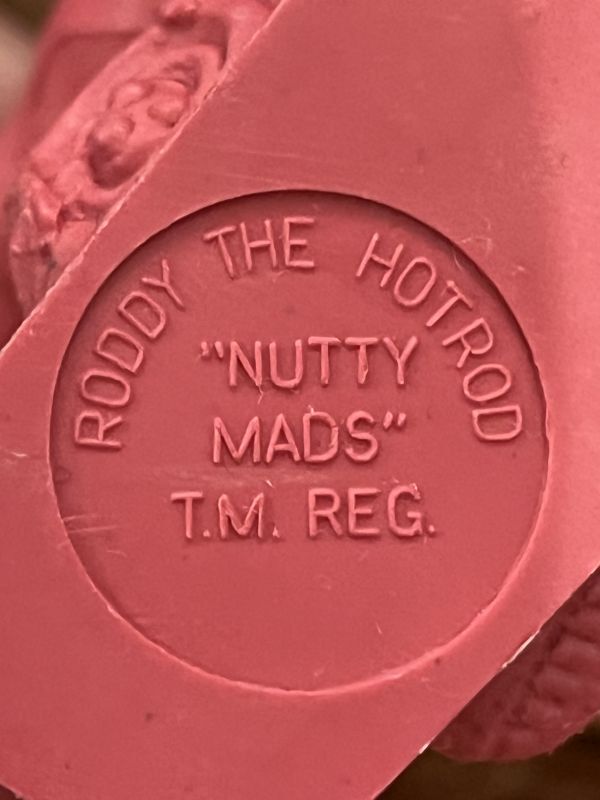 RODDY THE HOTROD
"NUTTY
MADS"
T.M. REG.